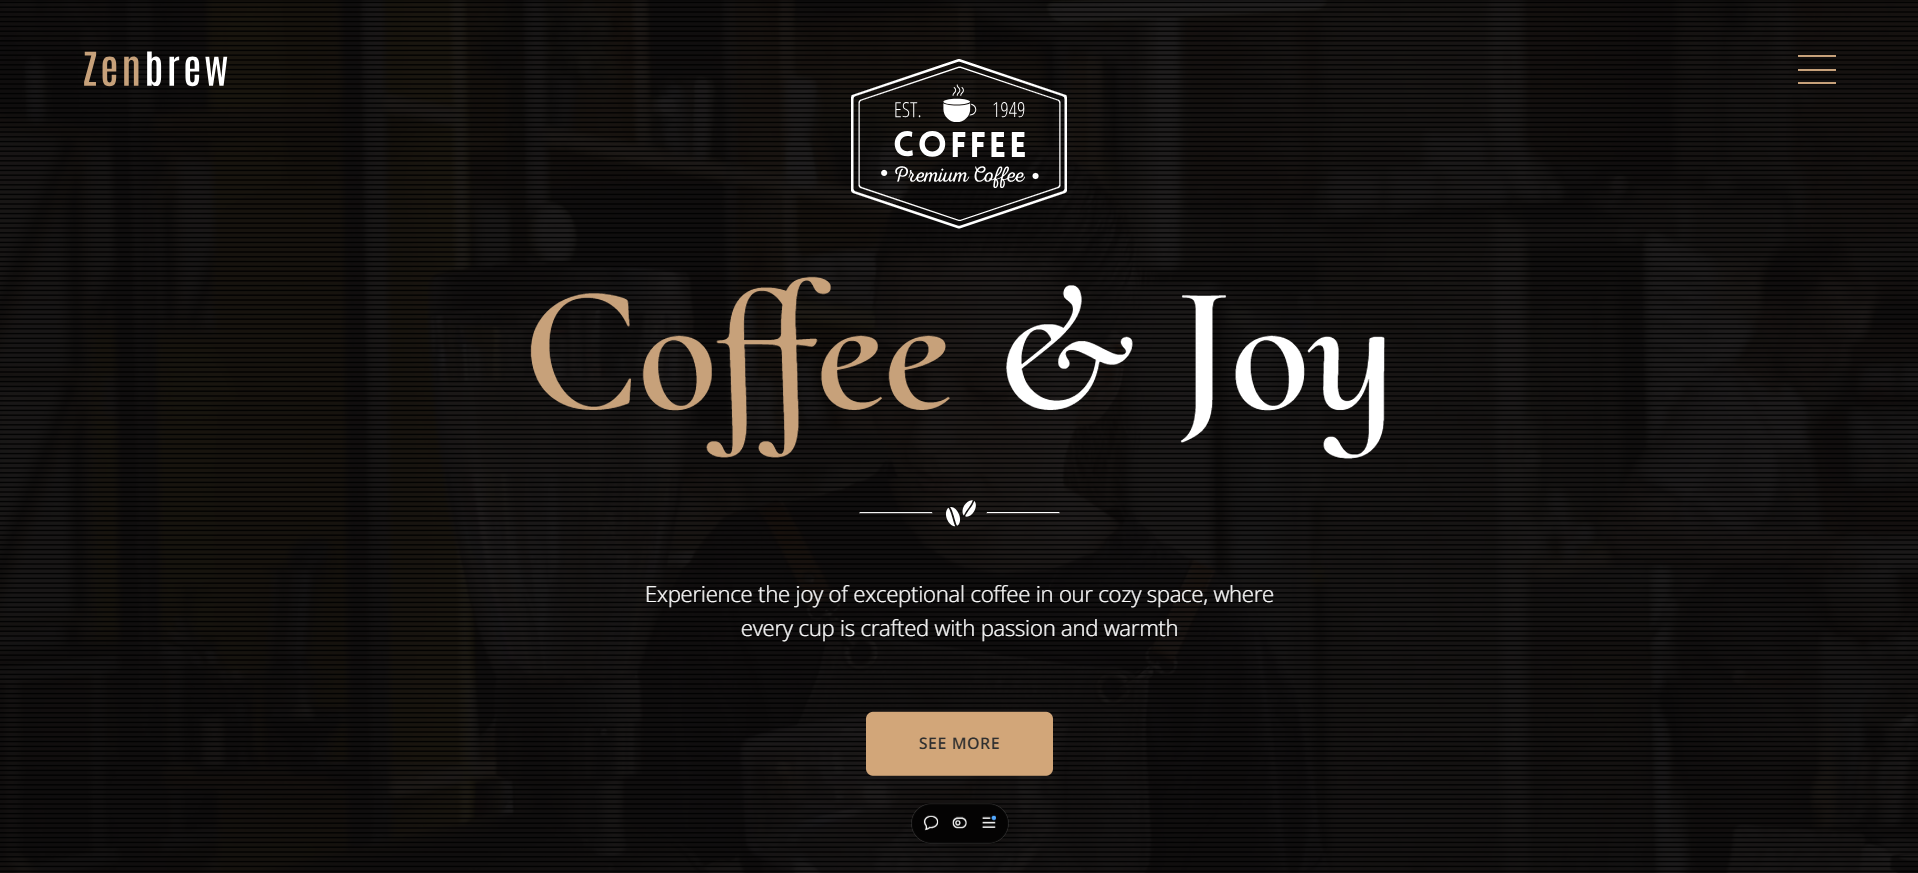 Zenbrew
EST. 1949
COFFEE
Premium Coffee
Coffee & Joy
Experience the joy of exceptional coffee in our cozy space, where
every cup is crafted with passion and warmth
SEE MORE